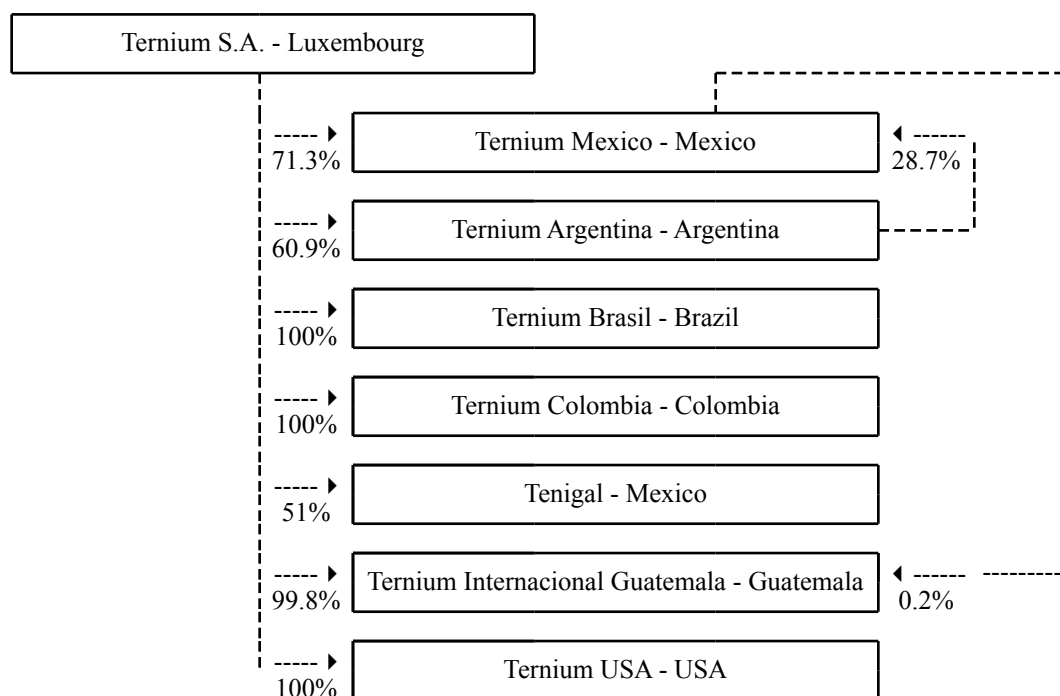 Ternium S.A. - Luxembourg
Ternium Mexico - Mexico
71.3%
28.7%
Ternium Argentina - Argentina
60.9%
Ternium Brasil - Brazil
100%
Ternium Colombia - Colombia
100%
Tenigal - Mexico
51%
Ternium Internacional Guatemala - Guatemala
99.8%
0.2%
Ternium USA - USA
100%